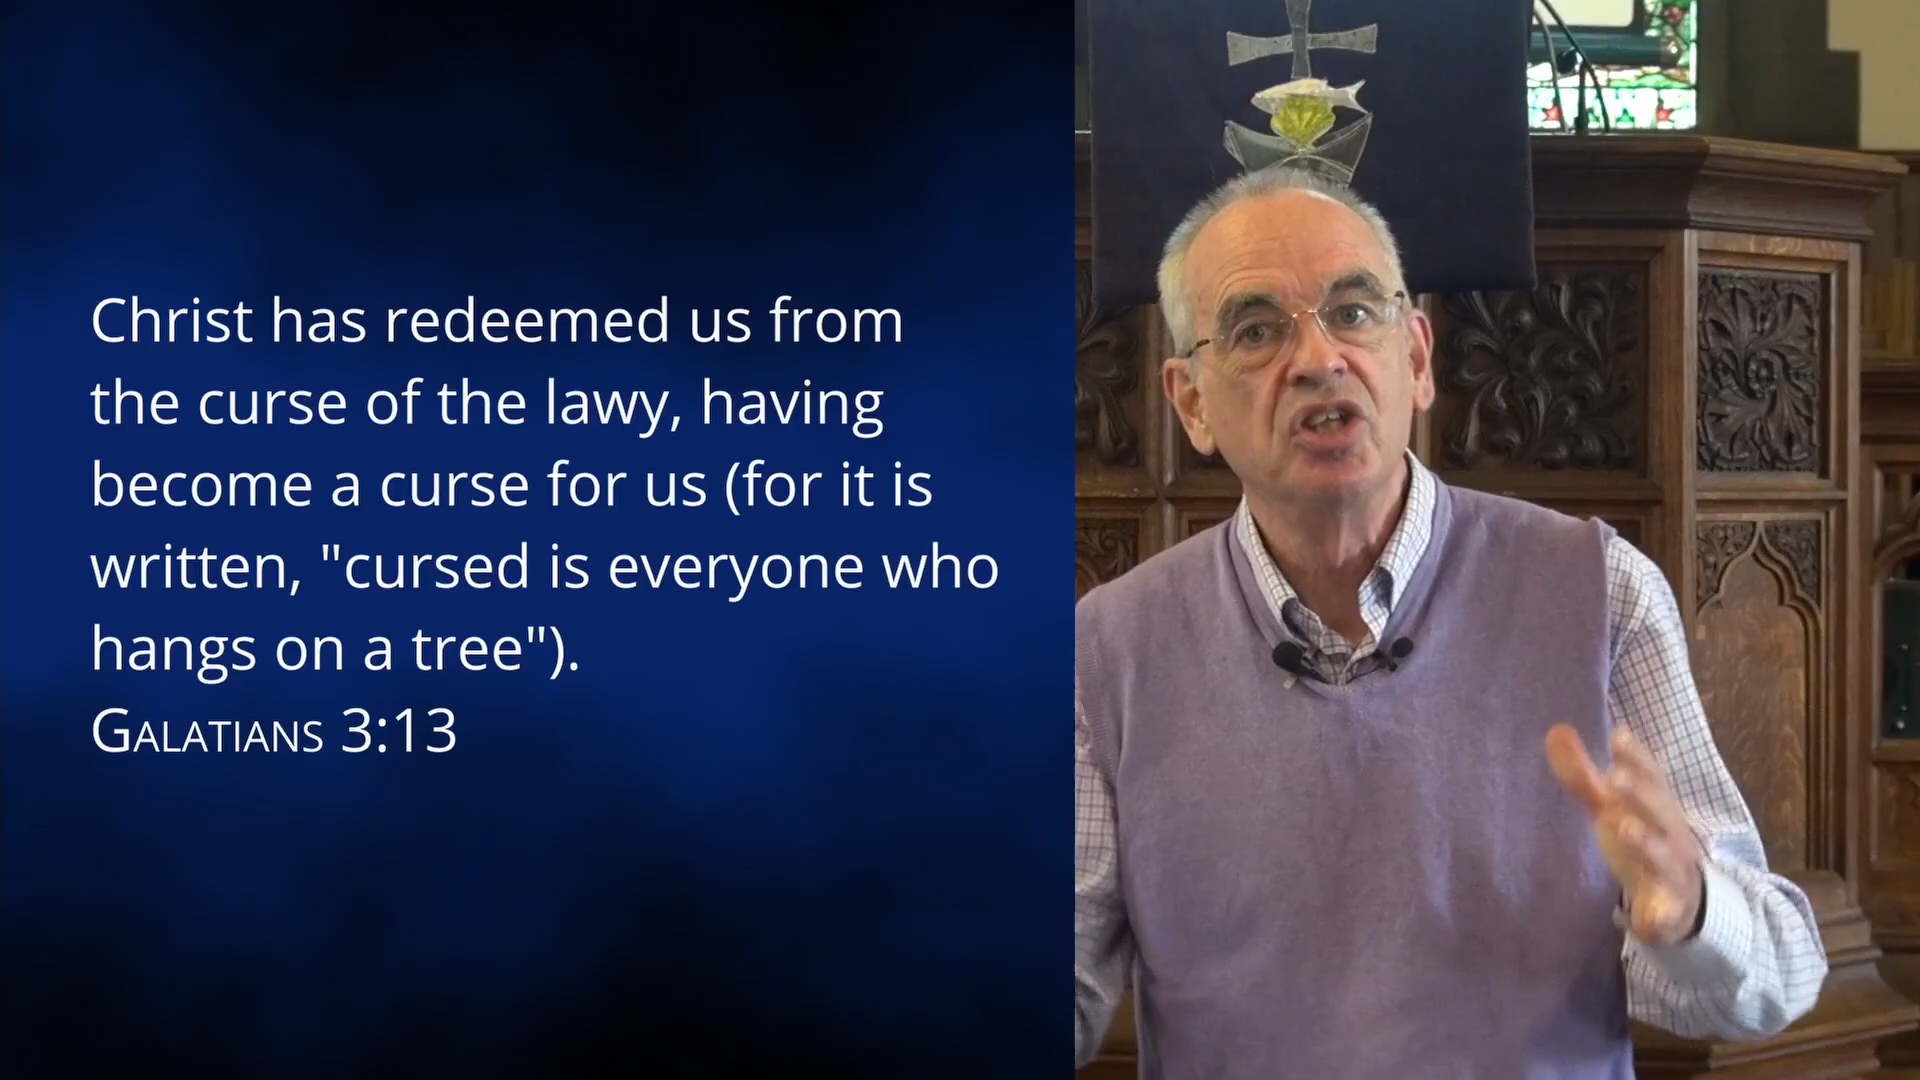 Christ has redeemed us from
the curse of the lawy, having
become a curse for us (for it is
written, "cursed is everyone who
hangs on a tree").
GALATIANS 3:13